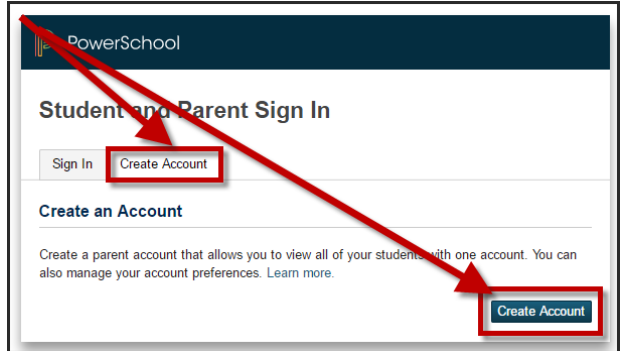 PowerSchool
Student and Parent Sign In
Sign In
Create Account
Create an Account
Create a parent account that allows you to view all of your students with one account. You can
also manage your account preferences. Learn more.
Create Account